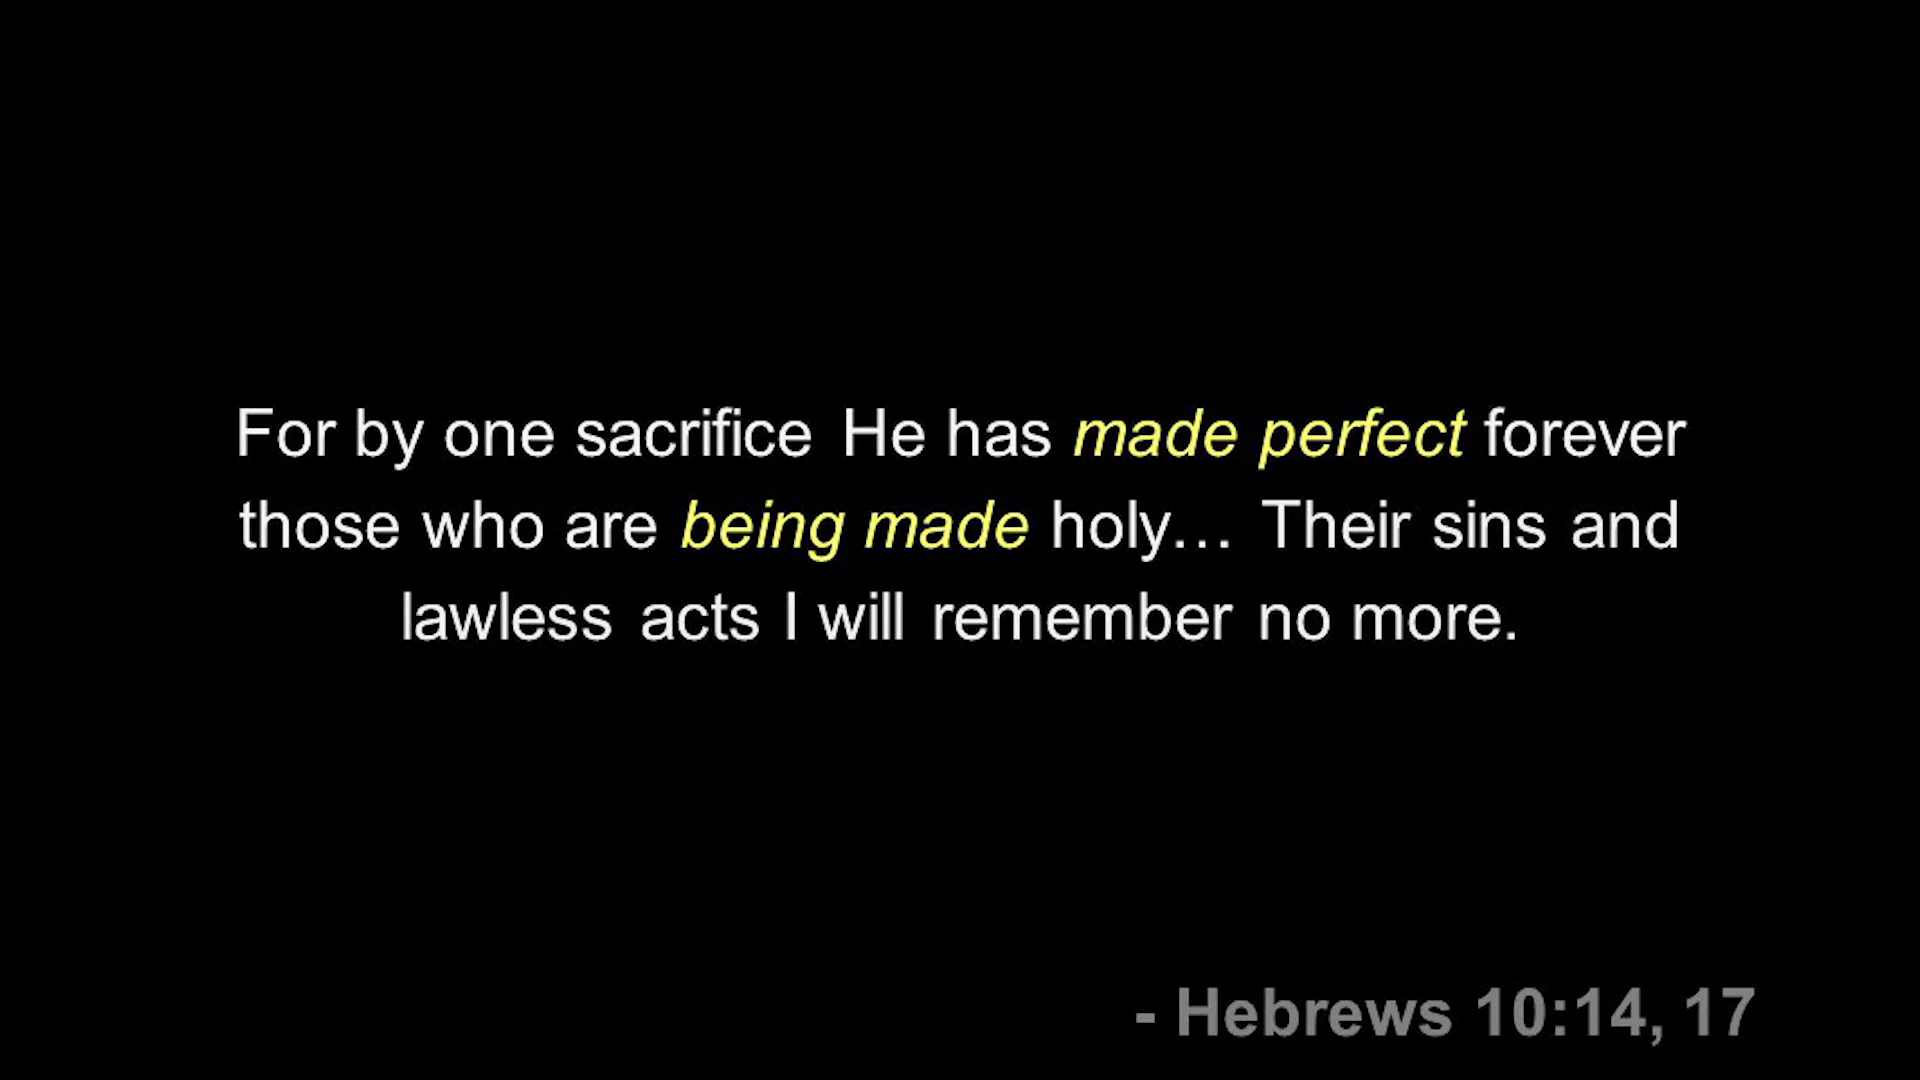 For by one sacrifice He has made perfect forever
those who are being made holy… Their sins and
lawless acts I will remember no more.
- Hebrews 10:14, 17